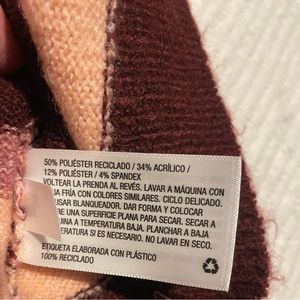 50% POLIÉSTER RECICLADO / 34% ACRÍLICO /
12% POLIÉSTER / 4% SPANDEX
VOLTEAR LA PRENDA AL REVÉS. LAVAR A MÁQUINA CON
FRÍA CON COLORES SIMILARES. CICLO DELICADO.
USAR BLANQUEADOR. DAR FORMA Y COLOCAR
UNA SUPERFICIE PLANA PARA SECAR. SECAR A
MÁQUINA A TEMPERATURA BAJA. PLANCHAR A BAJA
TEMPERATURA SI ES NECESARIO. NO LAVAR EN SECO.
ETIQUETA ELABORADA CON PLÁSTICO
100% RECICLADO